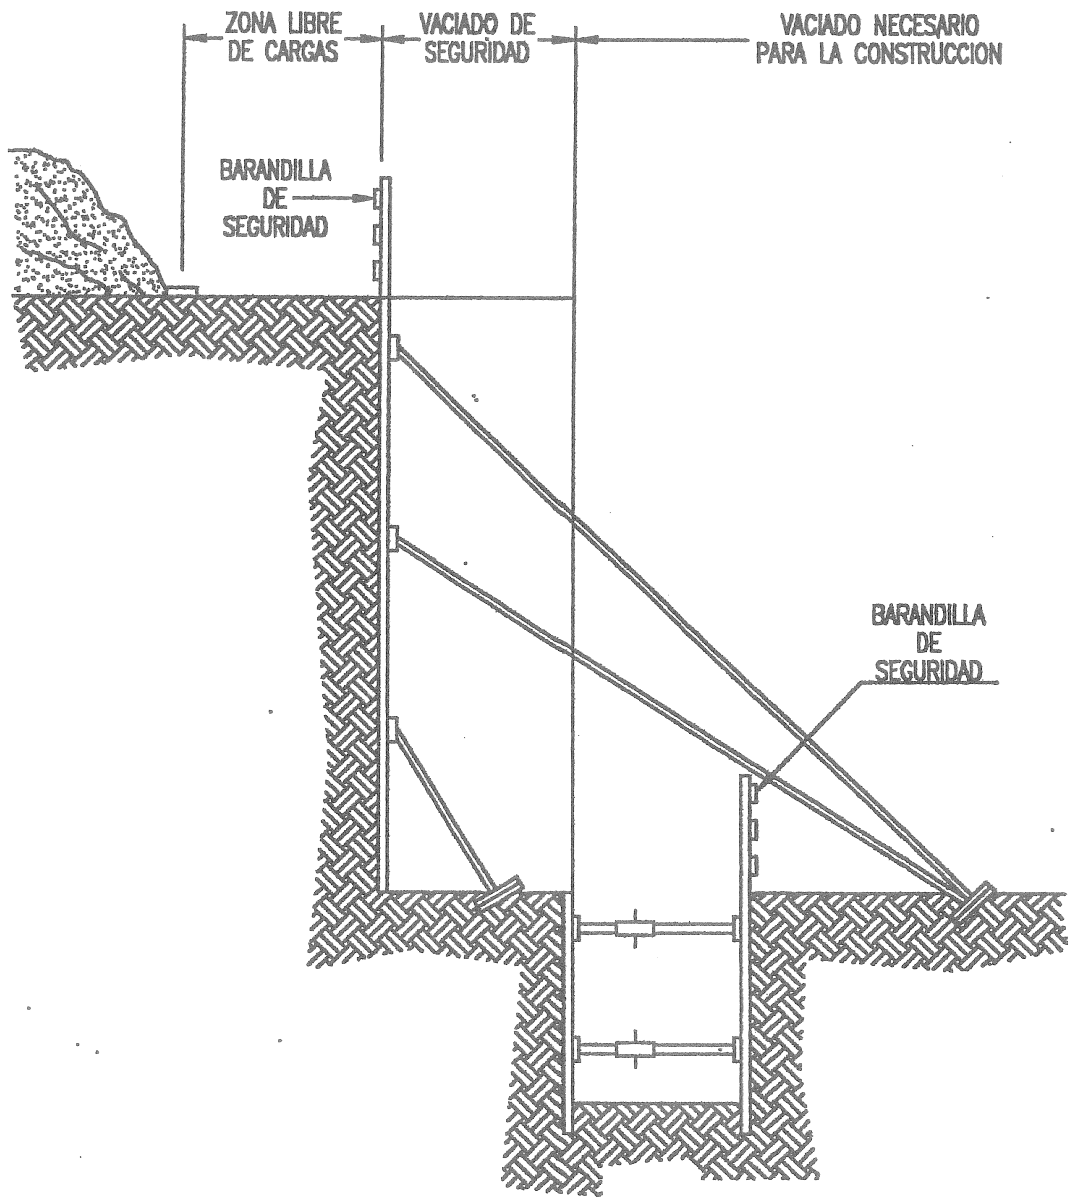 ZONA LIBRE
DE CARGAS
VACIADO DE
SEGURIDAD
VACIADO NECESARIO
PARA LA CONSTRUCCION
BARANDILLA
DE
SEGURIDAD
BARANDILLA
DE
SEGURIDAD